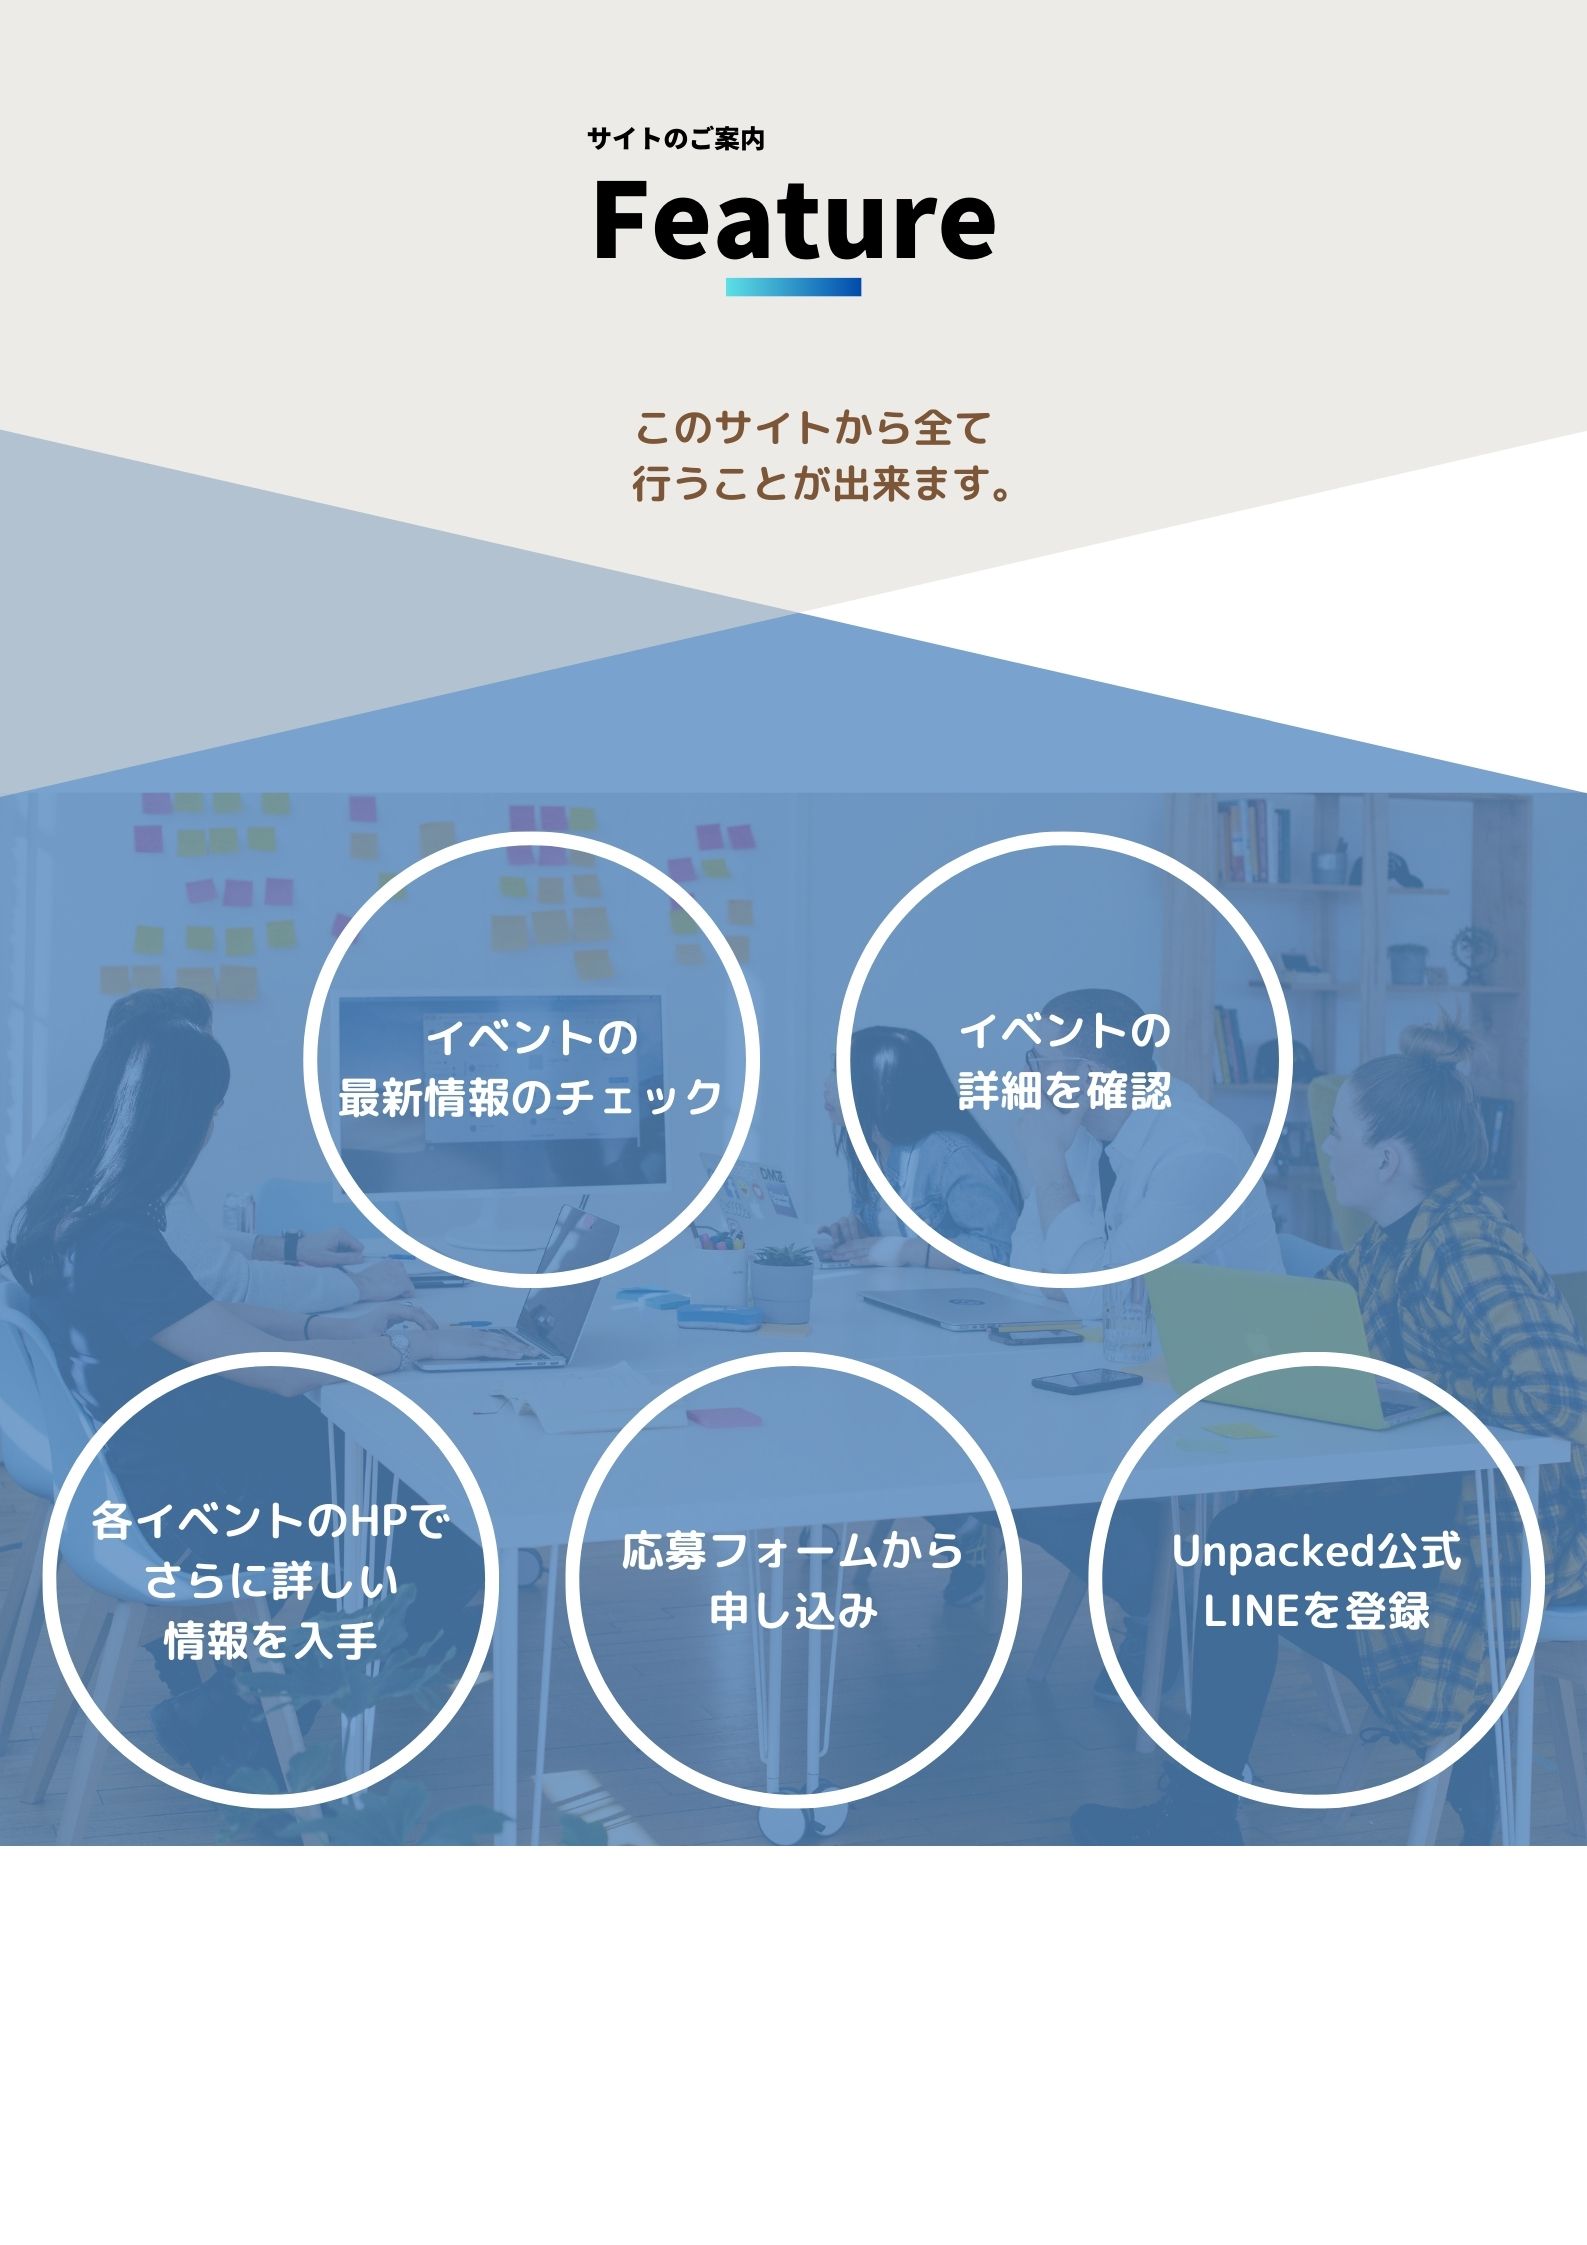 サイトのご案内
Feature
このサイトから全て
行うことが出来ます。
イベントの
最新情報のチェック
イベントの
詳細を確認
各イベントのHPで
さらに詳しい
情報を入手
応募フォームから
申し込み
Unpacked公式
LINEを登録